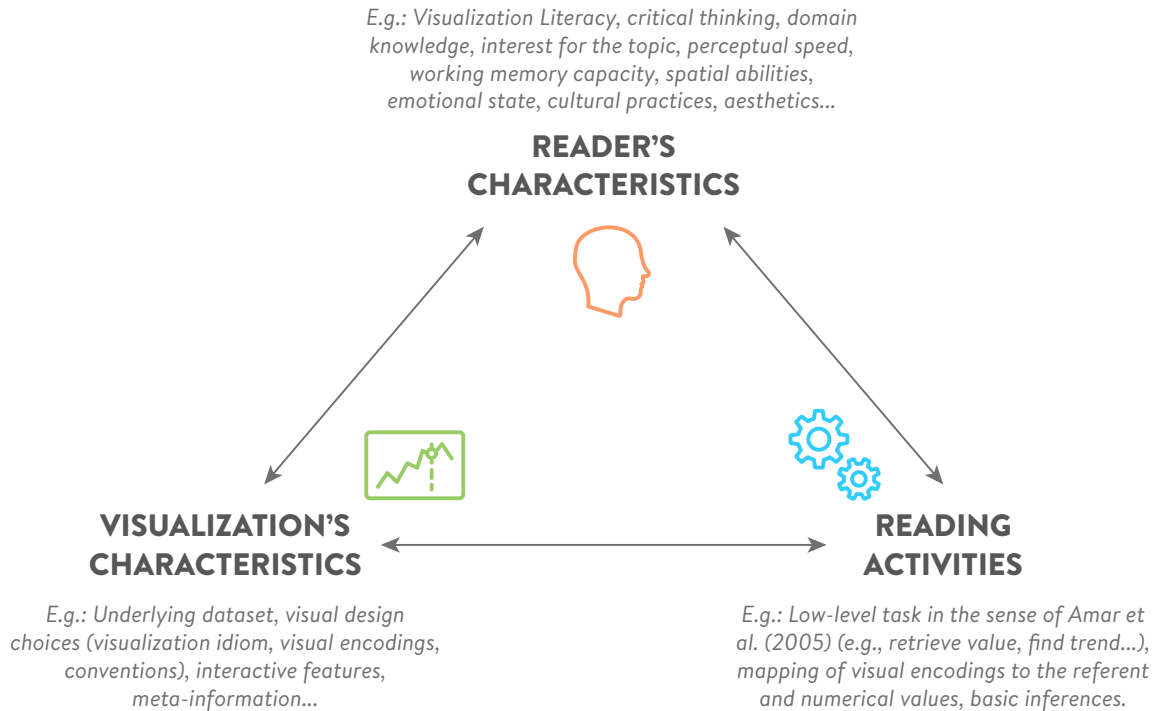 E.g.: Visualization Literacy, critical thinking, domain
knowledge, interest for the topic, perceptual speed,
working memory capacity, spatial abilities,
emotional state, cultural practices, aesthetics...
READER’S
CHARACTERISTICS
VISUALIZATION’S
CHARACTERISTICS
E.g.: Underlying dataset, visual design
choices (visualization idiom, visual encodings,
conventions), interactive features,
meta-information...
READING
ACTIVITIES
E.g.: Low-level task in the sense of Amar et
al. (2005) (e.g., retrieve value, find trend...),
mapping of visual encodings to the referent
and numerical values, basic inferences.